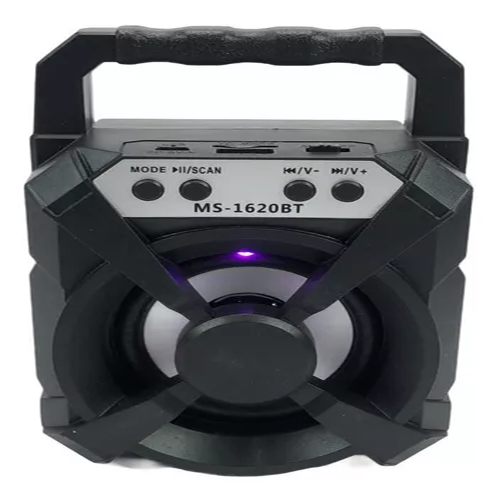 MODE ⏯/SCAN ⏮/V- ⏭/V+
MS-1620BT